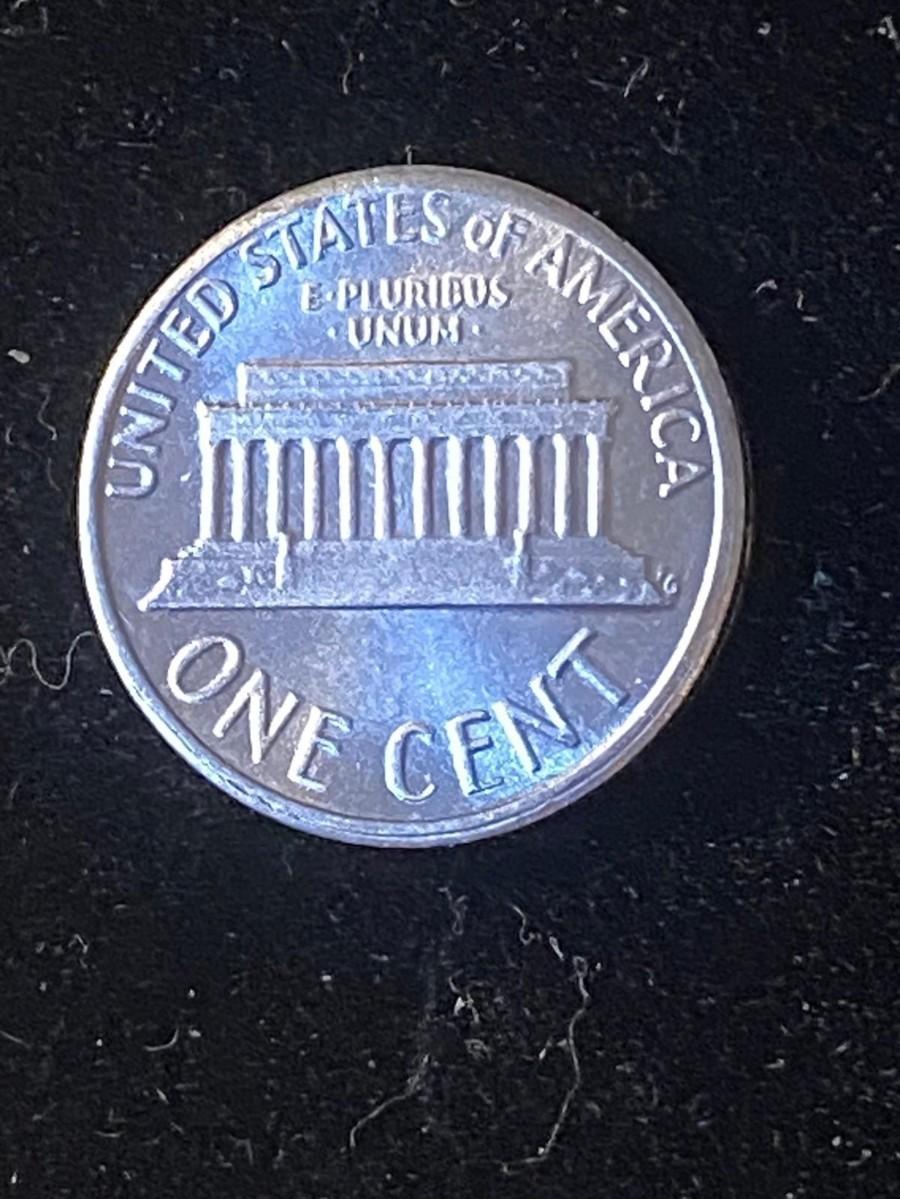 UNITED STATES oF AMERICA
E·PLURIBUS
·UNUM·
ONE CENT